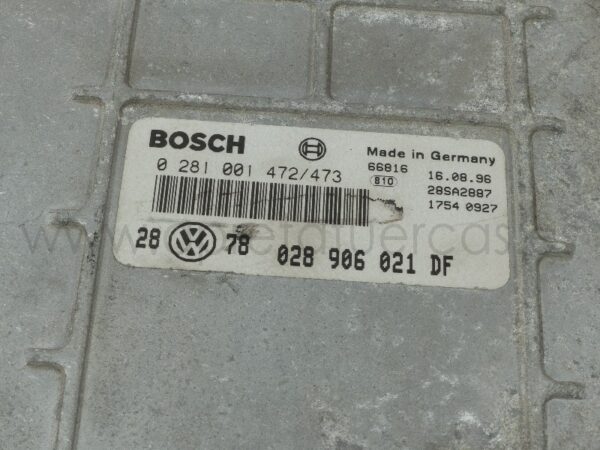 BOSCH
Made in Germany
0 281 001 472/473
66816 16.08.96
810 28SA2887
1754 0927
28 78 028 906 021 DF